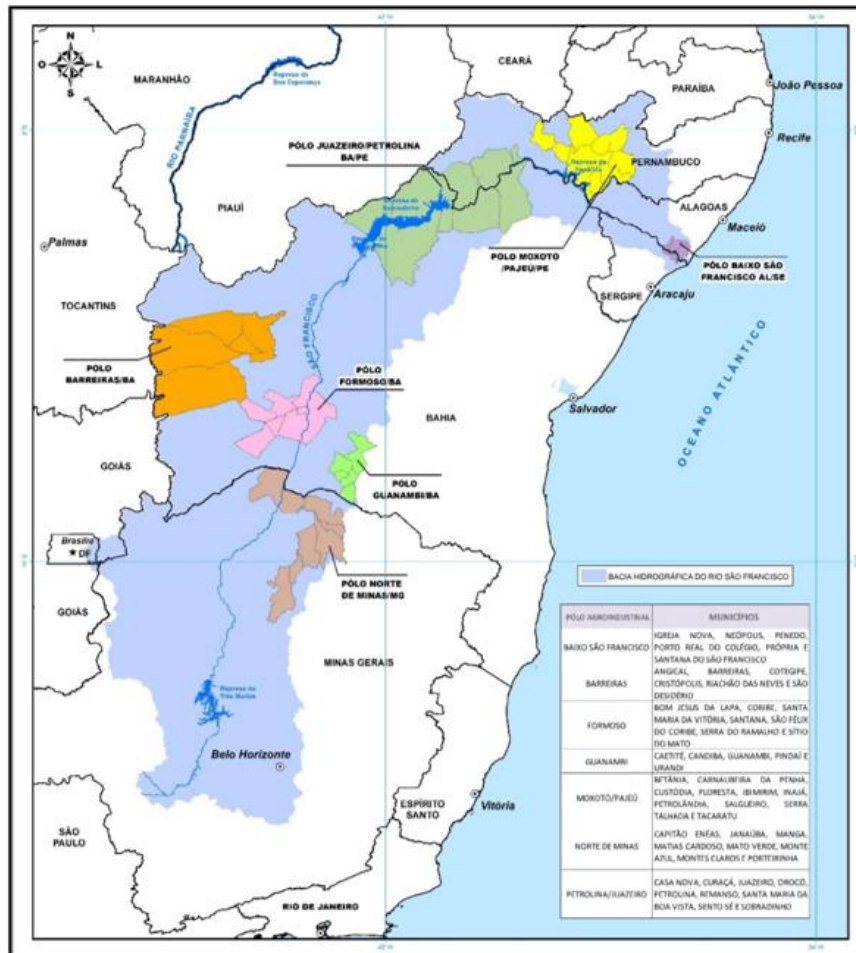 N
O
L
S
MARANHÃO
CEARÁ
PARAÍBA
João Pessoa
Recife
Represa de
Boa Esperança
RIO PARNAÍBA
PIAUÍ
PÓLO JUAZEIRO/PETROLINA
BA/PE
PERNAMBUCO
ALAGOAS
Maceió
Palmas
PÓLO MOXOTO
/PAJEÚ/PE
PÓLO BAIXO SÃO
FRANCISCO AL/SE
SERGIPE
Aracaju
TOCANTINS
SÃO FRANCISCO
POLO
BARREIRAS/BA
PÓLO
FORMOSO/BA
OCEANO ATLÂNTICO
Salvador
BAHIA
GOIÁS
POLO
GUANAMBI/BA
Brasília
DF
PÓLO NORTE
DE MINAS/MG
BACIA HIDROGRÁFICA DO RIO SÃO FRANCISCO
GOIÁS
MINAS GERAIS
Represa de
Três Marias
Belo Horizonte
ESPÍRITO
SANTO
Vitória
SÃO
PAULO
RIO DE JANEIRO
PÓLO AGROINDUSTRIAL
MUNICÍPIOS
BAIXO SÃO FRANCISCO
IGREJA NOVA, NEÓPOLIS, PENEDO,
PORTO REAL DO COLÉGIO, PRÓPRIA E
SANTANA DO SÃO FRANCISCO
BARREIRAS
ANGICAL, BARREIRAS, COTEGIPE,
CRISTÓPOLIS, RIACHÃO DAS NEVES E SÃO
DESIDÉRIO
FORMOSO
BOM JESUS DA LAPA, CORIBE, SANTA
MARIA DA VITÓRIA, SANTANA, SÃO FÉLIX
DO CORIBE, SERRA DO RAMALHO E SÍTIO
DO MATO
GUANAMBI
CAETITÉ, CANDIBA, GUANAMBI, PINDAÍ E
URANDI
MOXOTÓ/PAJEÚ
BETÂNIA, CARNAUBEIRA DA PENHA,
CUSTÓDIA, FLORESTA, IBIMIRIM, INAJÁ,
PETROLÂNDIA, SALGUEIRO, SERRA
TALHADA E TACARATU
NORTE DE MINAS
CAPITÃO ENÉAS, JANAÚBA, MANGA,
MATIAS CARDOSO, MATO VERDE, MONTE
AZUL, MONTES CLAROS E PORTEIRINHA
PETROLINA/JUAZEIRO
CASA NOVA, CURAÇÁ, JUAZEIRO, OROCÓ,
PETROLINA, REMANSO, SANTA MARIA DA
BOA VISTA, SENTO SÉ E SOBRADINHO